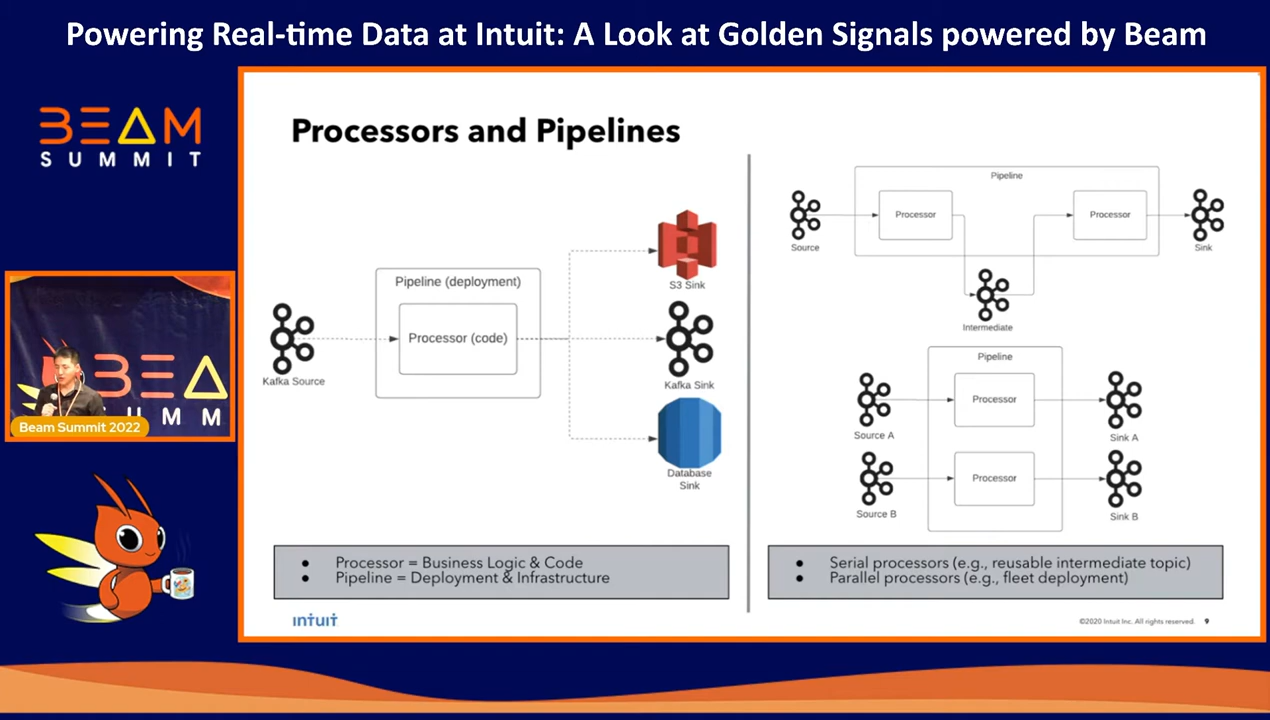 Powering Real-time Data at Intuit: A Look at Golden Signals powered by Beam
BEAM
SUMMIT
Processors and Pipelines
Pipeline (deployment)
Processor (code)
Kafka Source
S3 Sink
Kafka Sink
Database
Sink
• Processor = Business Logic & Code
• Pipeline = Deployment & Infrastructure
Pipeline
Processor
Processor
Source
Sink
Intermediate
Pipeline
Processor
Source A
Sink A
Processor
Source B
Sink B
• Serial processors (e.g., reusable intermediate topic)
• Parallel processors (e.g., fleet deployment)
intuit
©2020 Intuit Inc. All rights reserved. 9
BEA
SUMM
Beam Summit 2022